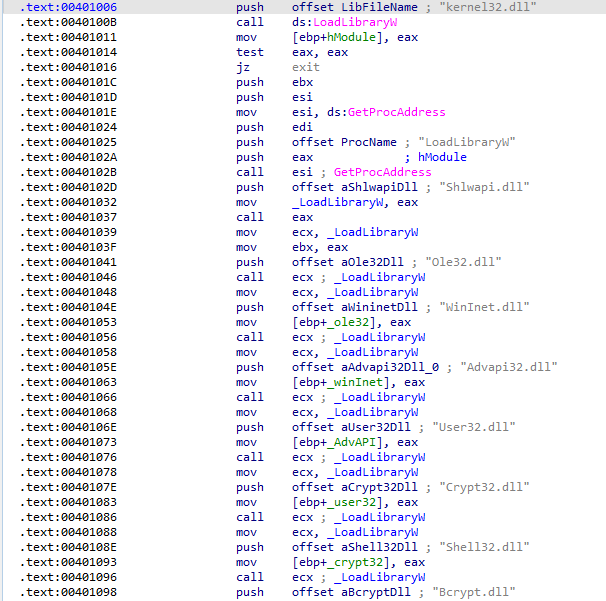 .text:00401006 push offset LibFileName ; "kernel32.dll"
.text:0040100B call ds:LoadLibraryW
.text:00401011 mov [ebp+hModule], eax
.text:00401014 test eax, eax
.text:00401016 jz exit
.text:0040101C push ebx
.text:0040101D push esi
.text:0040101E mov esi, ds:GetProcAddress
.text:00401024 push edi
.text:00401025 push offset ProcName ; "LoadLibraryW"
.text:0040102A push eax ; hModule
.text:0040102B call esi ; GetProcAddress
.text:0040102D push offset aShlwapiDll ; "Shlwapi.dll"
.text:00401032 mov _LoadLibraryW, eax
.text:00401037 call eax
.text:00401039 mov ecx, _LoadLibraryW
.text:0040103F mov ebx, eax
.text:00401041 push offset aOle32Dll ; "Ole32.dll"
.text:00401046 call ecx ; _LoadLibraryW
.text:00401048 mov ecx, _LoadLibraryW
.text:0040104E push offset aWininetDll ; "WinInet.dll"
.text:00401053 mov [ebp+_ole32], eax
.text:00401056 call ecx ; _LoadLibraryW
.text:00401058 mov ecx, _LoadLibraryW
.text:0040105E push offset aAdvapi32Dll_0 ; "Advapi32.dll"
.text:00401063 mov [ebp+_winInet], eax
.text:00401066 call ecx ; _LoadLibraryW
.text:00401068 mov ecx, _LoadLibraryW
.text:0040106E push offset aUser32Dll ; "User32.dll"
.text:00401073 mov [ebp+_AdvAPI], eax
.text:00401076 call ecx ; _LoadLibraryW
.text:00401078 mov ecx, _LoadLibraryW
.text:0040107E push offset aCrypt32Dll ; "Crypt32.dll"
.text:00401083 mov [ebp+_user32], eax
.text:00401086 call ecx ; _LoadLibraryW
.text:00401088 mov ecx, _LoadLibraryW
.text:0040108E push offset aShell32Dll ; "Shell32.dll"
.text:00401093 mov [ebp+_crypt32], eax
.text:00401096 call ecx ; _LoadLibraryW
.text:00401098 push offset aBcryptDll ; "Bcrypt.dll"